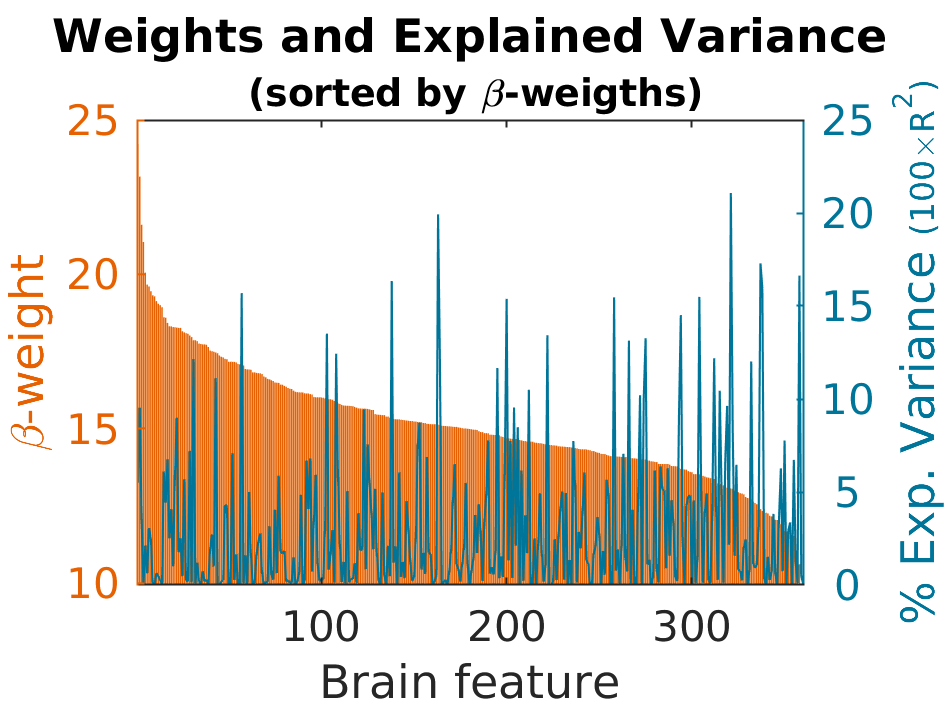 Weights and Explained Variance
(sorted by β-weigths)
25
20
15
10
β-weight
25
20
15
10
5
0
% Exp. Variance (100×R²)
100
200
300
Brain feature